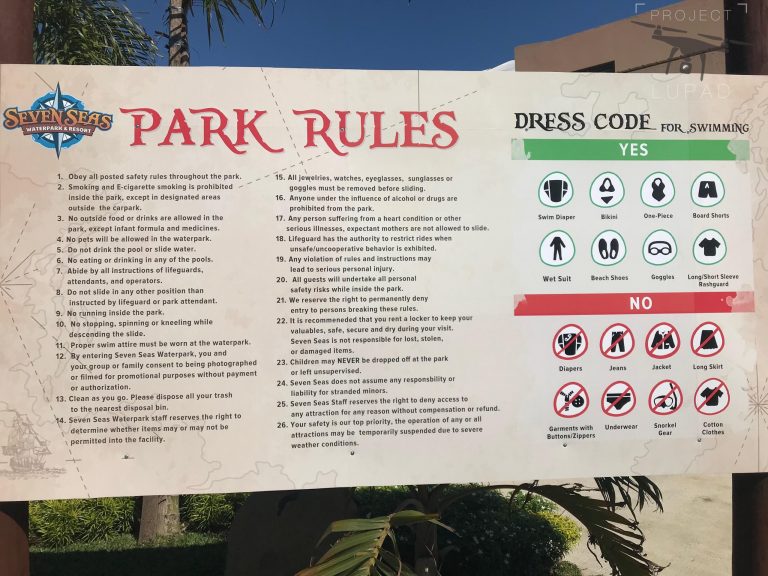 PROJECT
LUPAD
SEVEN SEAS
WATERPARK & RESORT
PARK RULES
1. Obey all posted safety rules throughout the park.
2. Smoking and E-cigarette smoking is prohibited
inside the park, except in designated areas
outside the carpark.
3. No outside food or drinks are allowed in the
park, except infant formula and medicines.
4. No pets will be allowed in the waterpark.
5. Do not drink the pool or slide water.
6. No eating or drinking in any of the pools.
7. Abide by all instructions of lifeguards,
attendants, and operators.
8. Do not slide in any other position than
instructed by lifeguard or park attendant.
9. No running inside the park.
10. No stopping, spinning or kneeling while
descending the slide.
11. Proper swim attire must be worn at the waterpark.
12. By entering Seven Seas Waterpark, you and
your group/family consent to being photographed
or filmed for promotional purposes without payment
or authorization.
13. Clean as you go. Please dispose all your trash
to the nearest disposal bin.
14. Seven Seas Waterpark staff reserves the right to
determine whether items may or may not be
permitted into the facility.
15. All jewelries, watches, eyeglasses, sunglasses or
goggles must be removed before sliding.
16. Anyone under the influence of alcohol or drugs are
prohibited from the park.
17. Any person suffering from a heart condition or other
serious illnesses, expectant mothers are not allowed to slide.
18. Lifeguard has the authority to restrict rides when
unsafe/uncooperative behavior is exhibited.
19. Any violation of rules and instructions may
lead to serious personal injury.
20. All guests will undertake all personal
safety risks while inside the park.
21. We reserve the right to permanently deny
entry to persons breaking these rules.
22. It is recommeneded that you rent a locker to keep your
valuables, safe, secure and dry during your visit.
Seven Seas is not responsible for lost, stolen,
or damaged items.
23. Children may NEVER be dropped off at the park
or left unsupervised.
24. Seven Seas does not assume any responsbility or
liability for stranded minors.
25. Seven Seas Staff reserves the right to deny access to
any attraction for any reason without compensation or refund.
26. Your safety is our top priority, the operation of any or all
attractions may be temporarily suspended due to severe
weather conditions.
DRESS CODE FOR SWIMMING
YES
Swim Diaper Bikini One-Piece Board Shorts
Wet Suit Beach Shoes Goggles Long/Short Sleeve
Rashguard
NO
Diapers Jeans Jacket Long Skirt
Garments with Underwear Snorkel Cotton
Buttons/Zippers Gear Clothes